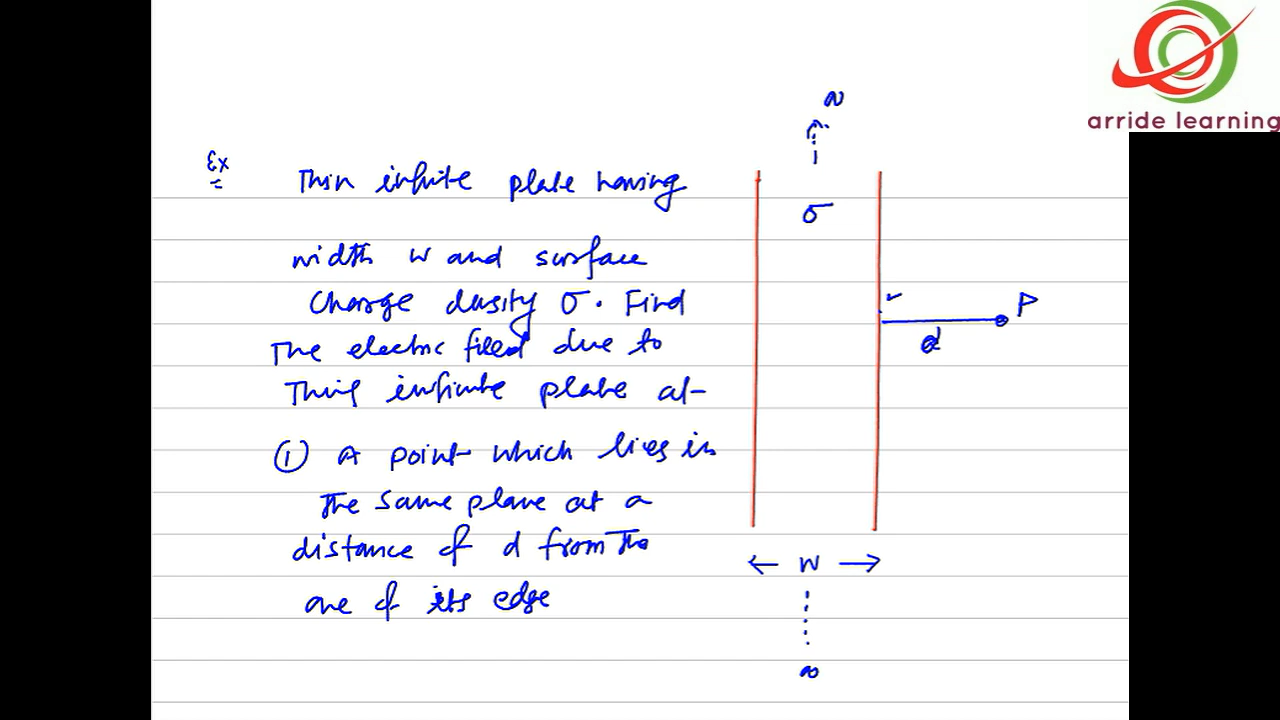 arride learning
Ex
Thin infinite plate having
width w and surface
Charge density σ. Find
The electric filed due to
This infinite plate at
① A point which lies in
the same plane at a
distance of d from the
one of its edge
∞
σ
P
d
← w →
∞